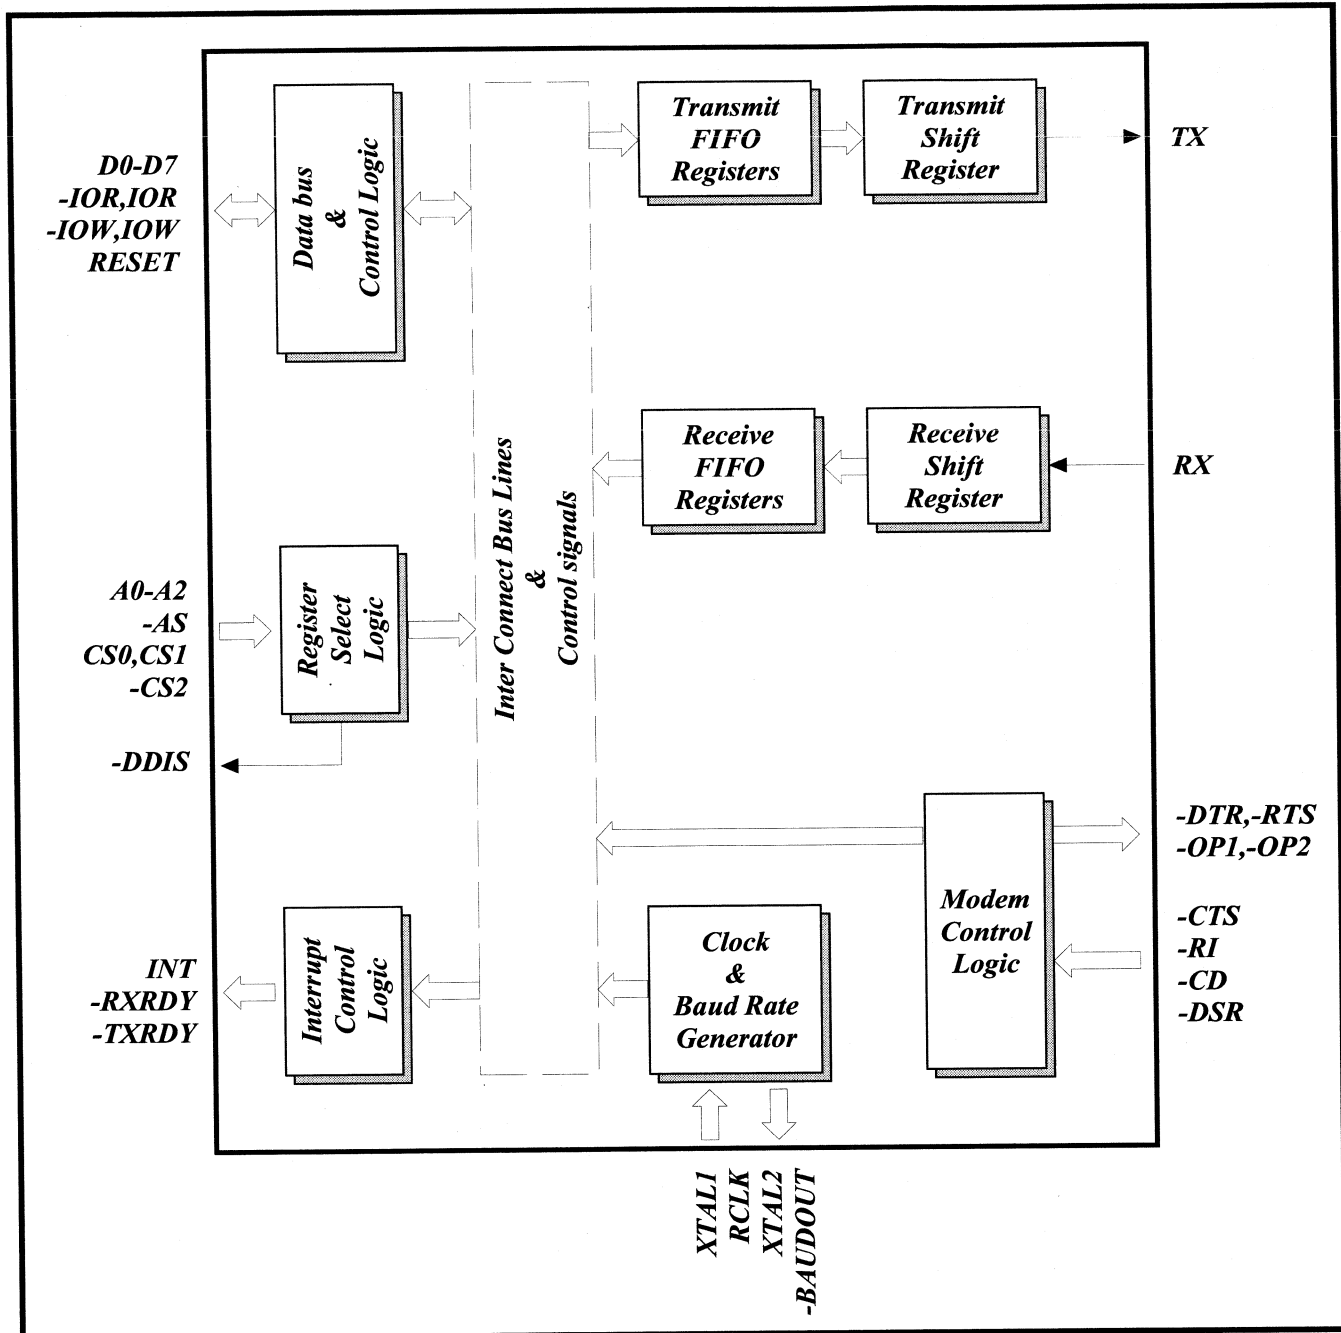 D0-D7
-IOR,IOR
-IOW,IOW
RESET
Data bus
&
Control Logic
Transmit
FIFO
Registers
Transmit
Shift
Register
TX
Inter Connect Bus Lines
&
Control signals
Receive
FIFO
Registers
Receive
Shift
Register
RX
A0-A2
-AS
CS0,CS1
-CS2
Register
Select
Logic
-DDIS
-DTR,-RTS
-OP1,-OP2
Modem
Control
Logic
-CTS
-RI
-CD
-DSR
INT
-RXRDY
-TXRDY
Interrupt
Control
Logic
Clock
&
Baud Rate
Generator
XTAL1
RCLK
XTAL2
-BAUDOUT